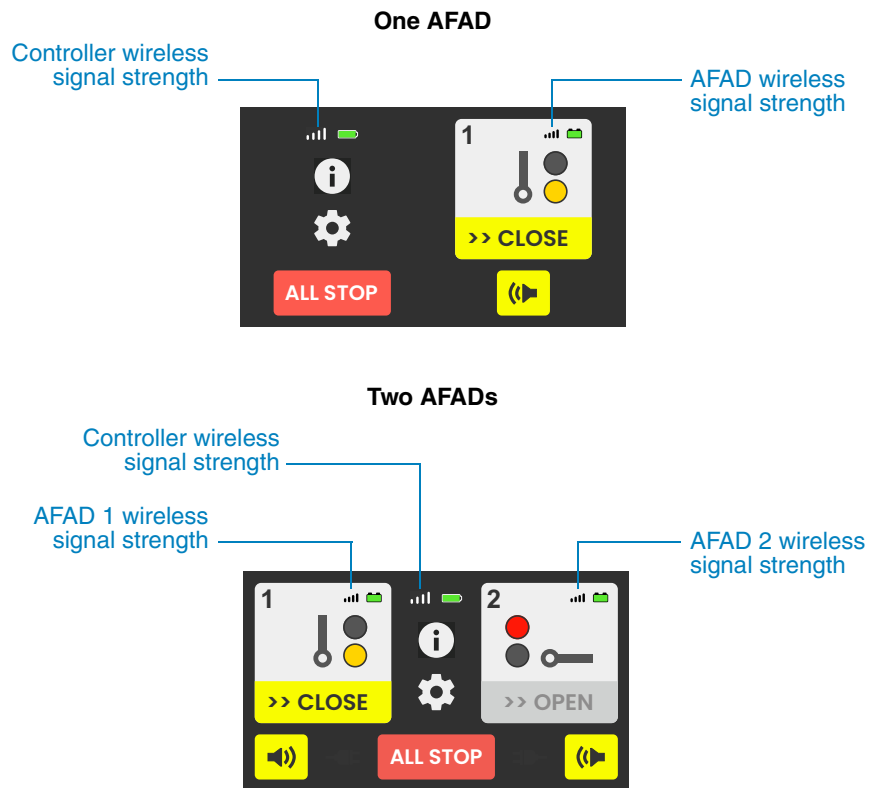 One AFAD
Controller wireless
signal strength
AFAD wireless
signal strength
1
>> CLOSE
ALL STOP
Two AFADs
Controller wireless
signal strength
AFAD 1 wireless
signal strength
AFAD 2 wireless
signal strength
1
2
>> CLOSE
>> OPEN
ALL STOP